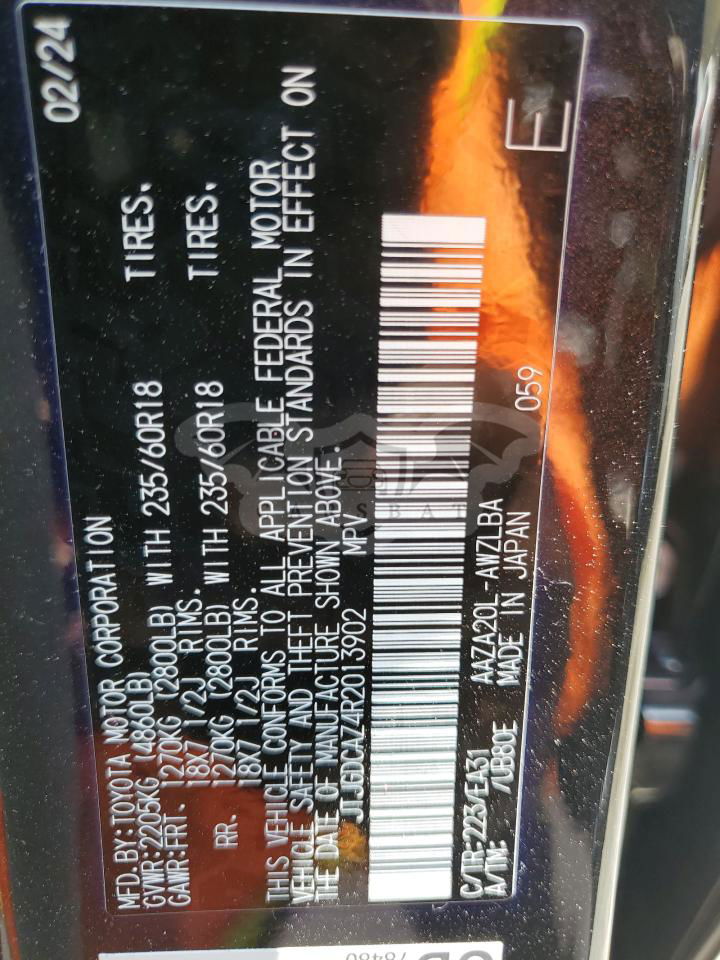 MFD. BY: TOYOTA MOTOR CORPORATION 02/24
GVWR: 2205KG (4860LB)
GAWR: FRT. 1270KG (2800LB) WITH 235/60R18 TIRES.
18X7 1/2J RIMS.
RR. 1270KG (2800LB) WITH 235/60R18 TIRES.
18X7 1/2J RIMS.
THIS VEHICLE CONFORMS TO ALL APPLICABLE FEDERAL MOTOR
VEHICLE SAFETY AND THEFT PREVENTION STANDARDS IN EFFECT ON
THE DATE OF MANUFACTURE SHOWN ABOVE.
JTJGDCAZ4R2013902 MPV
C/TR: 223/EA31 AAZA20L-AWZLBA 059
A/TM: /UB80E MADE IN JAPAN
E
78480